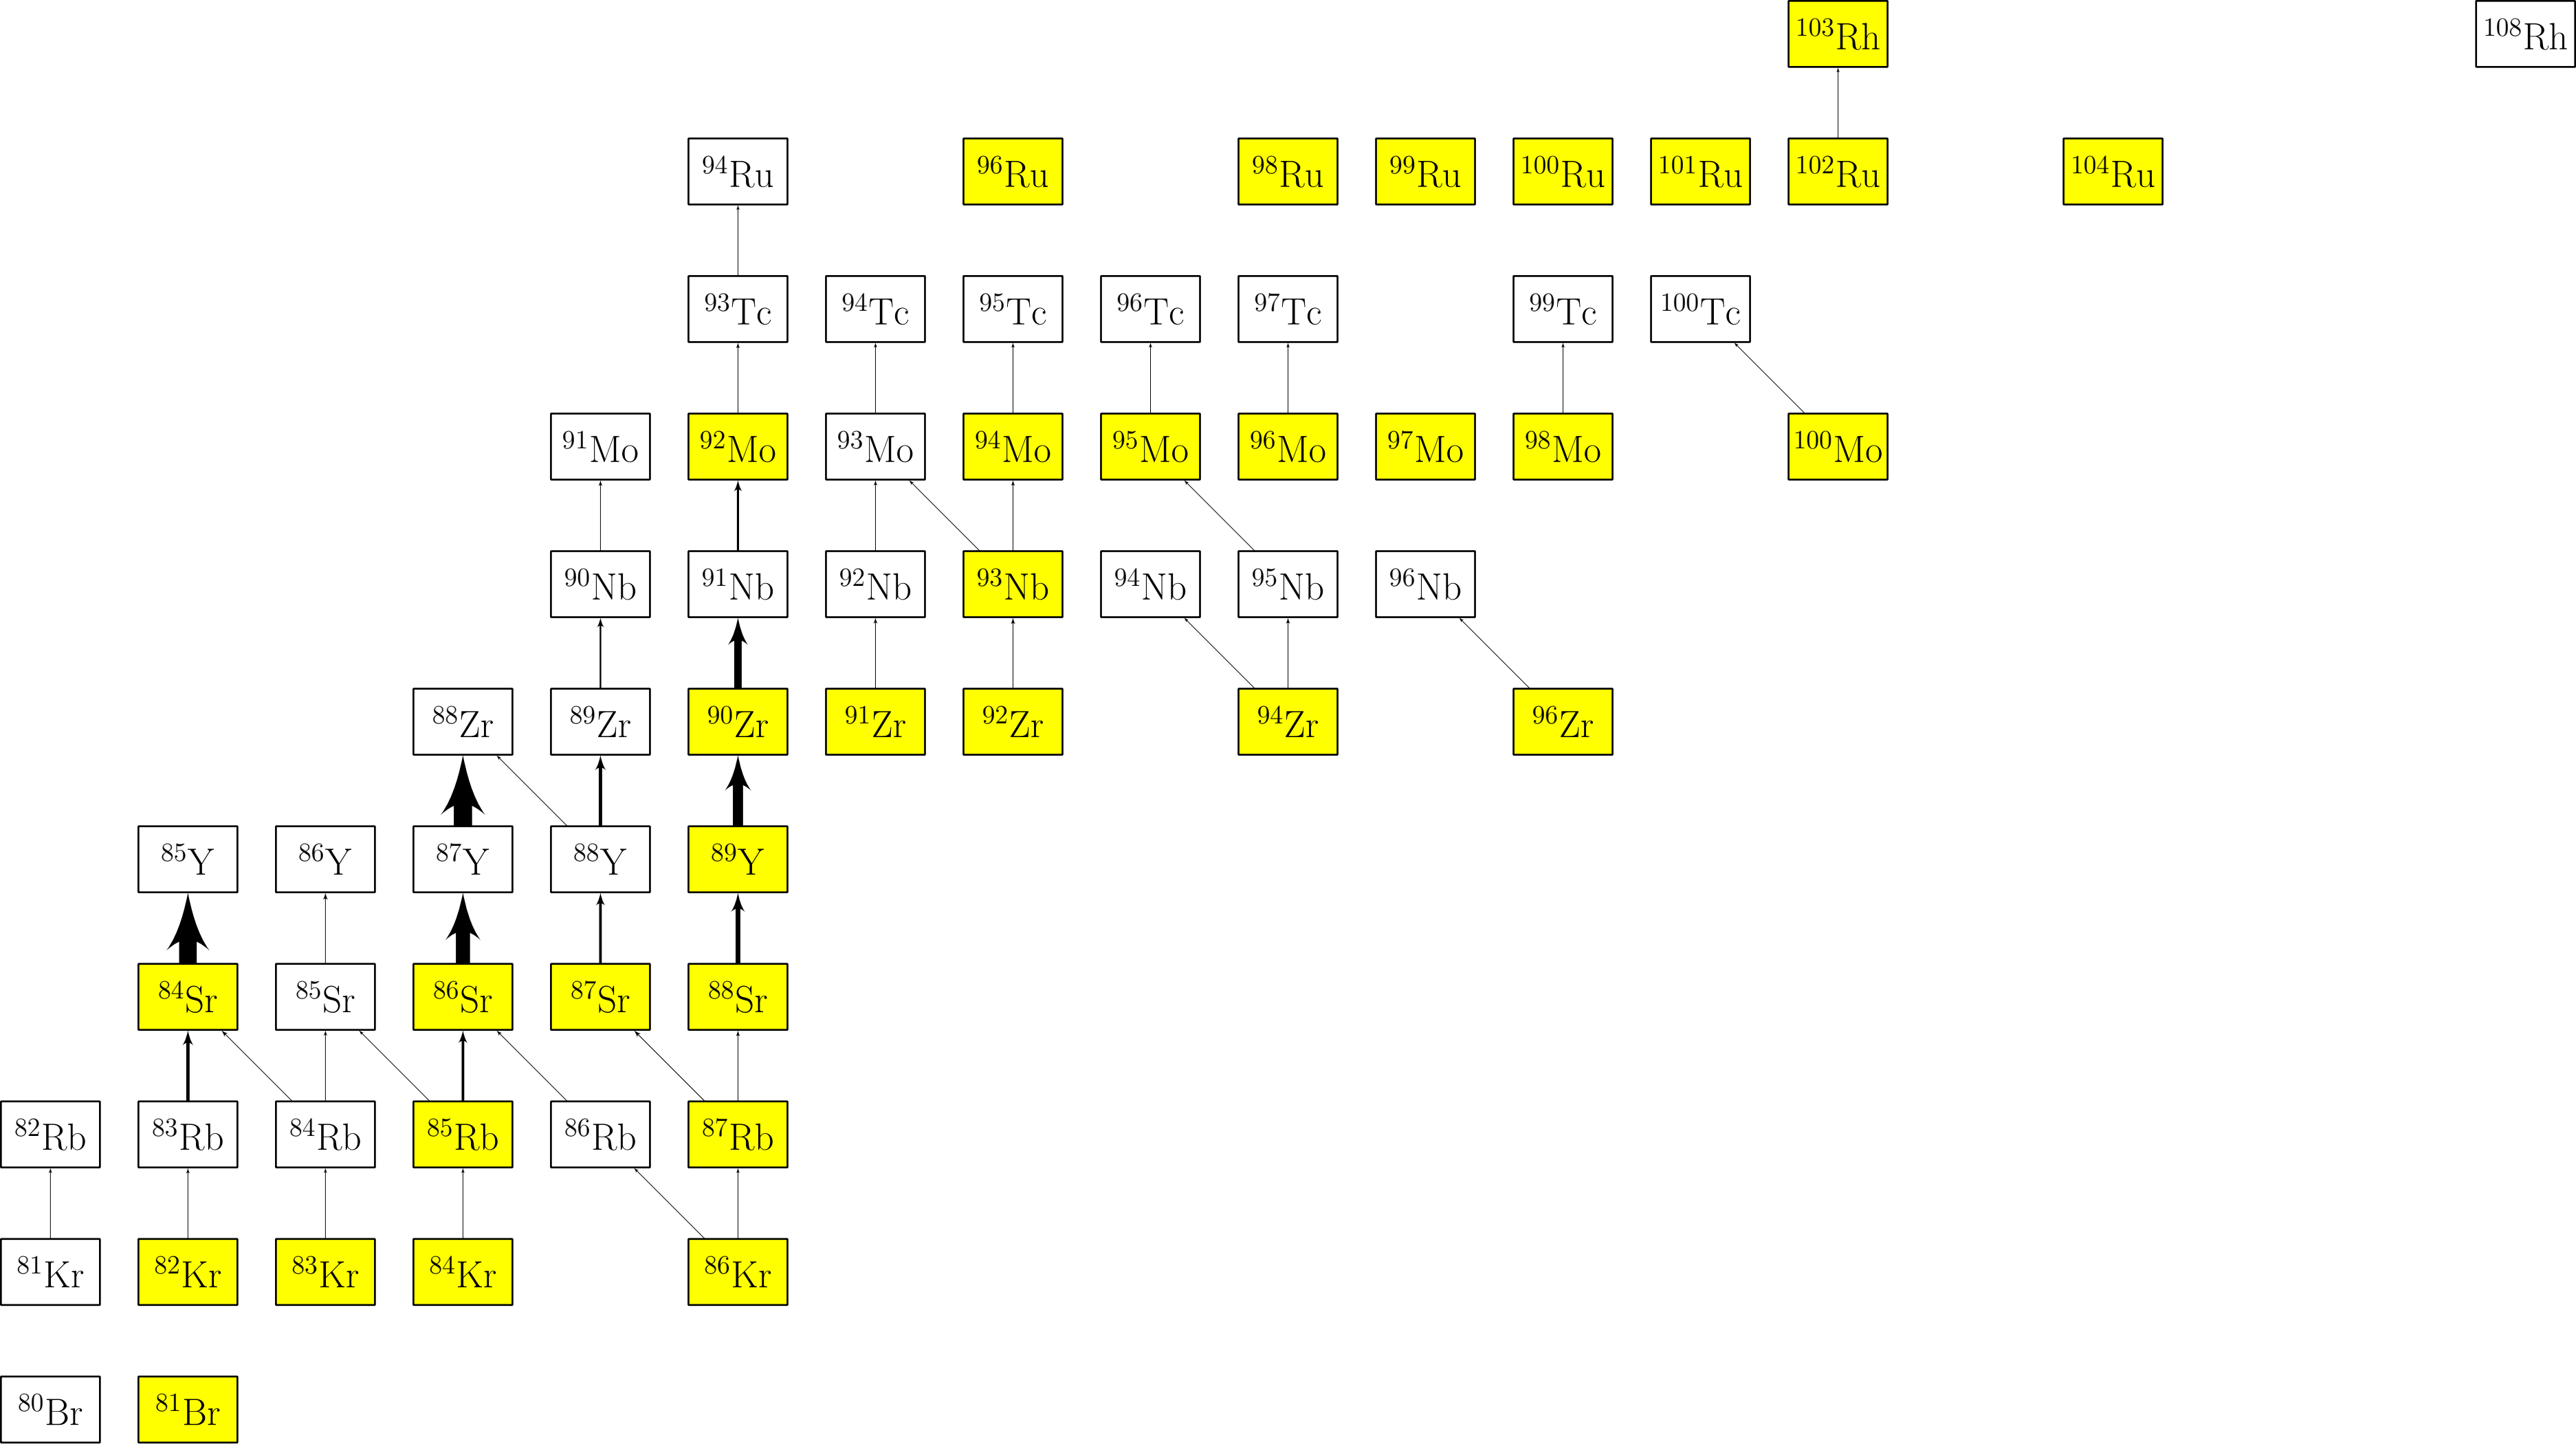 ¹⁰³Rh ¹⁰⁸Rh
⁹⁴Ru ⁹⁶Ru ⁹⁸Ru ⁹⁹Ru ¹⁰⁰Ru ¹⁰¹Ru ¹⁰²Ru ¹⁰⁴Ru
⁹³Tc ⁹⁴Tc ⁹⁵Tc ⁹⁶Tc ⁹⁷Tc ⁹⁹Tc ¹⁰⁰Tc
⁹¹Mo ⁹²Mo ⁹³Mo ⁹⁴Mo ⁹⁵Mo ⁹⁶Mo ⁹⁷Mo ⁹⁸Mo ¹⁰⁰Mo
⁹⁰Nb ⁹¹Nb ⁹²Nb ⁹³Nb ⁹⁴Nb ⁹⁵Nb ⁹⁶Nb
⁸⁸Zr ⁸⁹Zr ⁹⁰Zr ⁹¹Zr ⁹²Zr ⁹⁴Zr ⁹⁶Zr
⁸⁵Y ⁸⁶Y ⁸⁷Y ⁸⁸Y ⁸⁹Y
⁸⁴Sr ⁸⁵Sr ⁸⁶Sr ⁸⁷Sr ⁸⁸Sr
⁸²Rb ⁸³Rb ⁸⁴Rb ⁸⁵Rb ⁸⁶Rb ⁸⁷Rb
⁸¹Kr ⁸²Kr ⁸³Kr ⁸⁴Kr ⁸⁶Kr
⁸⁰Br ⁸¹Br